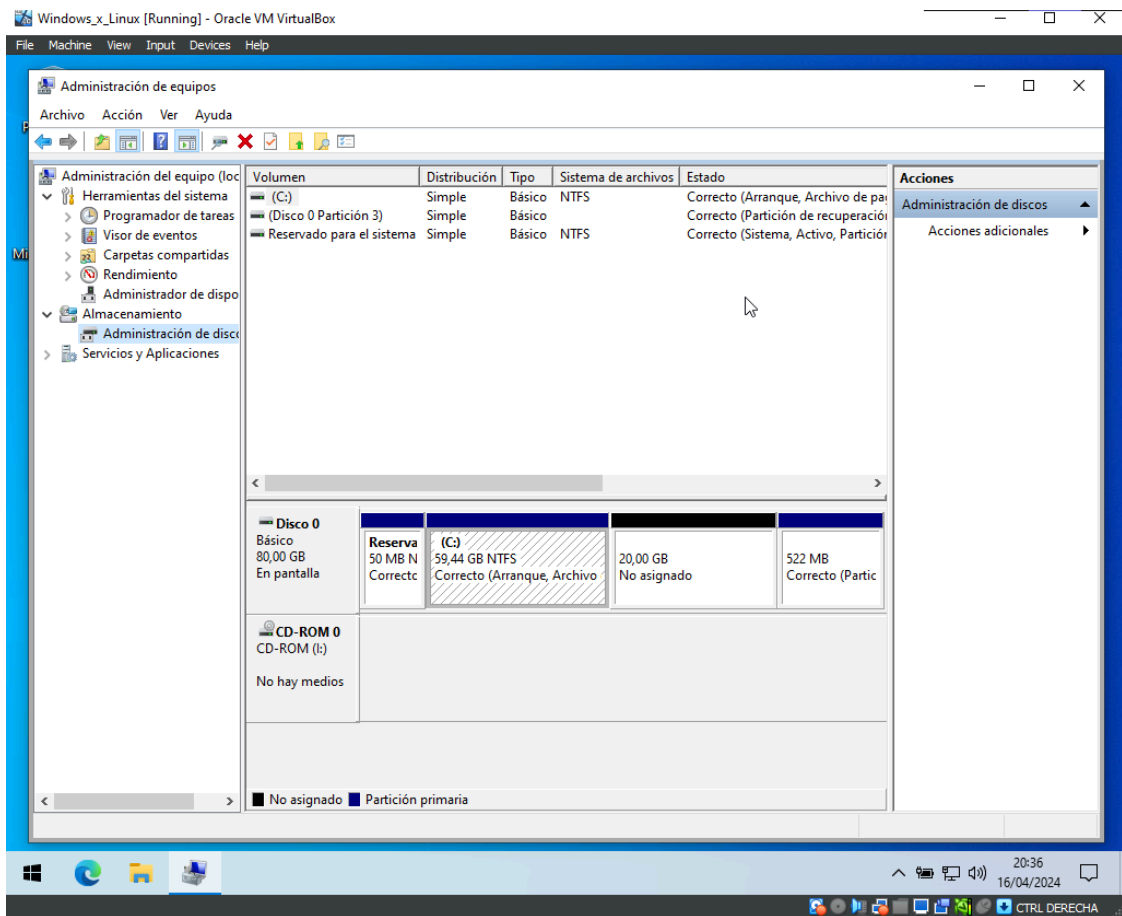 Windows_x_Linux [Running] - Oracle VM VirtualBox
File Machine View Input Devices Help
Administración de equipos
Archivo Acción Ver Ayuda
Administración del equipo (loc
Herramientas del sistema
Programador de tareas
Visor de eventos
Carpetas compartidas
Rendimiento
Administrador de dispo
Almacenamiento
Administración de disco
Servicios y Aplicaciones
Volumen Distribución Tipo Sistema de archivos Estado
(C:) Simple Básico NTFS Correcto (Arranque, Archivo de pag
(Disco 0 Partición 3) Simple Básico Correcto (Partición de recuperación
Reservado para el sistema Simple Básico NTFS Correcto (Sistema, Activo, Partición
Acciones
Administración de discos
Acciones adicionales
Disco 0
Básico
80,00 GB
En pantalla
Reserva
50 MB N
Correcto
(C:)
59,44 GB NTFS
Correcto (Arranque, Archivo
20,00 GB
No asignado
522 MB
Correcto (Partic
CD-ROM 0
CD-ROM (I:)
No hay medios
No asignado Partición primaria
20:36
16/04/2024
CTRL DERECHA